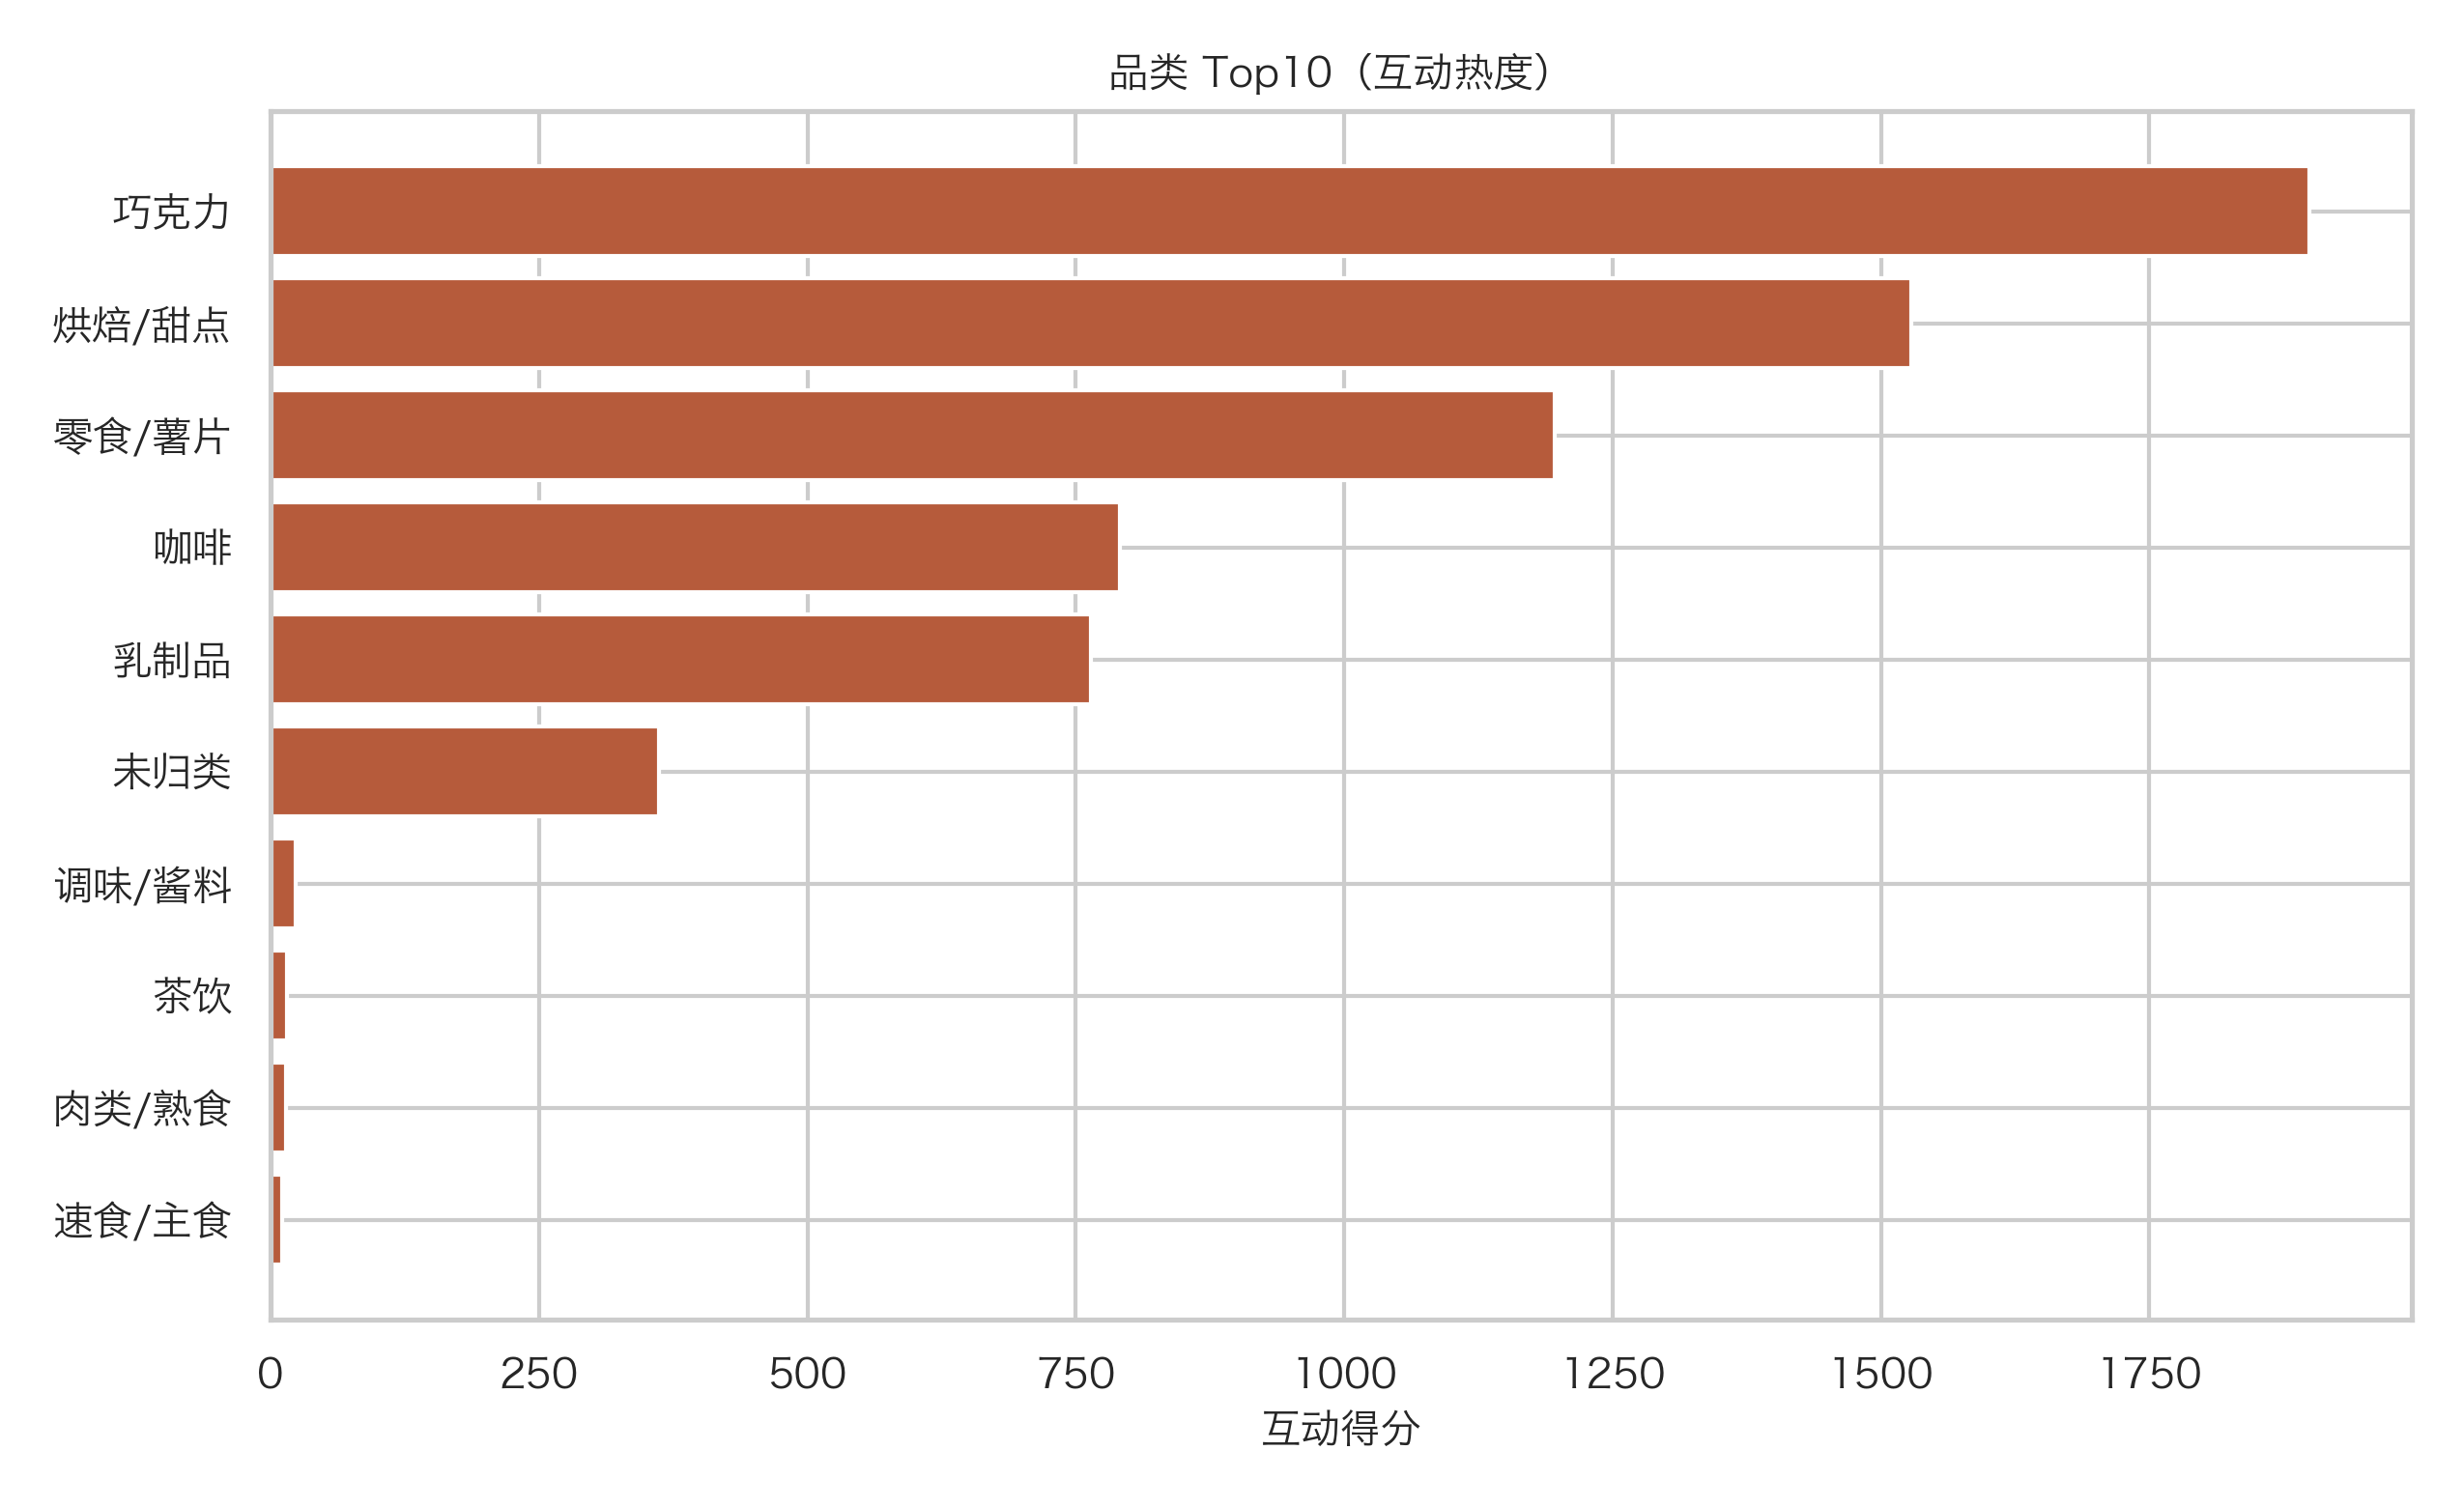 品类 Top10（互动热度）
巧克力
烘焙/甜点
零食/薯片
咖啡
乳制品
未归类
调味/酱料
茶饮
肉类/熟食
速食/主食
0 250 500 750 1000 1250 1500 1750
互动得分